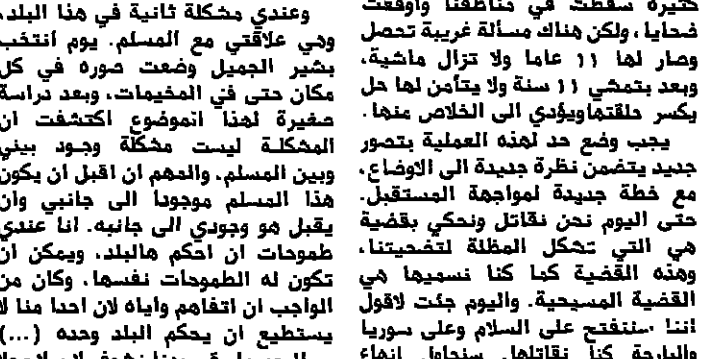 كثيرة سقطت في مناطقنا وأوقعت
ضحايا، ولكن هناك مسألة غريبة تحصل
وصار لها ١١ عاما ولا تزال ماشية،
وبعد بتمشي ١١ سنة ولا يتأمن لها حل
يكسر حلقتها ويؤدي الى الخلاص منها.
يجب وضع حد لهذه العملية بتصور
جديد يتضمن نظرة جديدة الى الاوضاع،
مع خطة جديدة لمواجهة المستقبل.
حتى اليوم نحن نقاتل ونحكي بقضية
هي التي تشكل المظلة لتضحيتنا،
وهذه القضية كما كنا نسميها هي
القضية المسيحية. واليوم جئت لاقول
اننا سننفتح على السلام وعلى سوريا
والبارحة كنا نقاتلها. سنحاول انهاء
وعندي مشكلة ثانية في هذا البلد،
وهي علاقتي مع المسلم. يوم انتخب
بشير الجميل وضعت صوره في كل
مكان حتى في المخيمات، وبعد دراسة
صغيرة لهذا الموضوع اكتشفت ان
المشكلة ليست مشكلة وجود بيني
وبين المسلم، والمهم ان اقبل ان يكون
هذا المسلم موجودا الى جانبي وان
يقبل هو وجودي الى جانبه. انا عندي
طموحات ان احكم هالبلد، ويمكن ان
تكون له الطموحات نفسها، وكان من
الواجب ان اتفاهم واياه لان احدا منا لا
يستطيع ان يحكم البلد وحده (...)